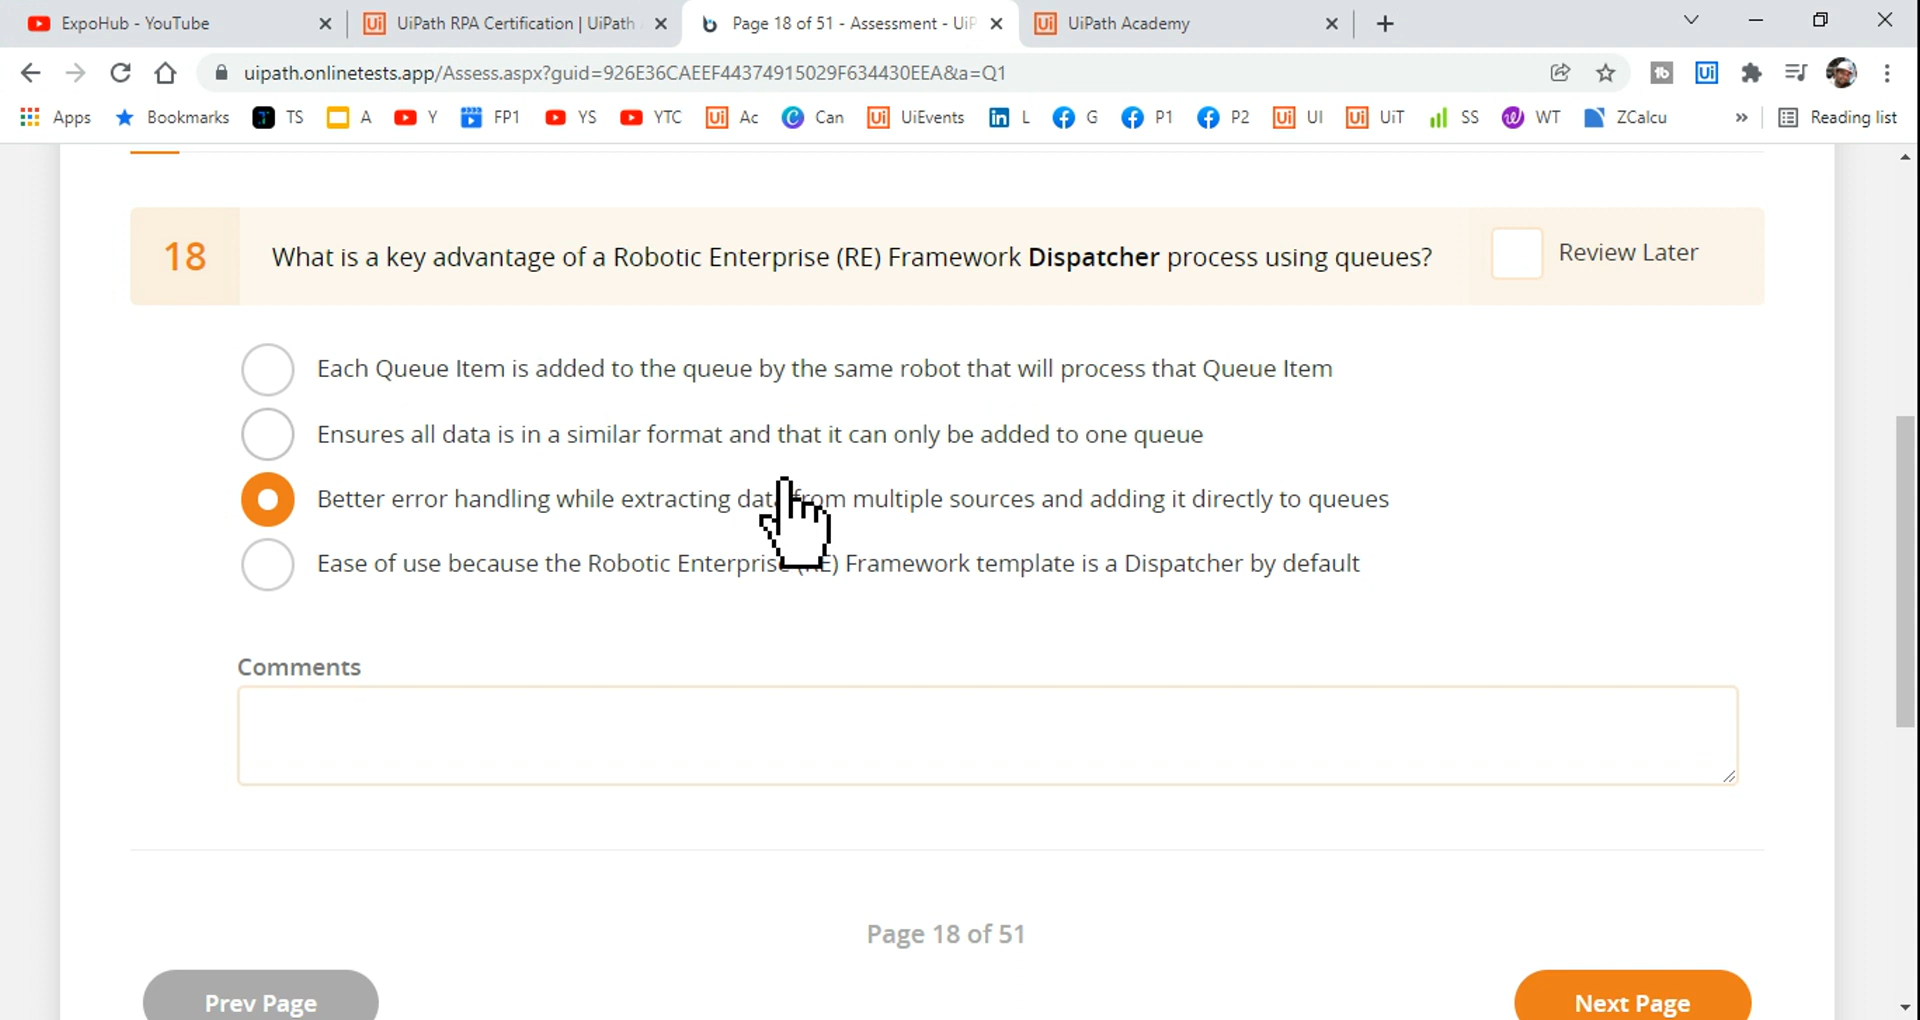 ExpoHub - YouTube
UiPath RPA Certification | UiPath
Page 18 of 51 - Assessment - UiP
UiPath Academy
uipath.onlinetests.app/Assess.aspx?guid=926E36CAEEF44374915029F634430EEA&a=Q1
Apps Bookmarks TS A Y FP1 YS YTC Ac Can UiEvents L G P1 P2 UI UiT SS WT ZCalcu » Reading list
18 What is a key advantage of a Robotic Enterprise (RE) Framework Dispatcher process using queues? Review Later
Each Queue Item is added to the queue by the same robot that will process that Queue Item
Ensures all data is in a similar format and that it can only be added to one queue
Better error handling while extracting data from multiple sources and adding it directly to queues
Ease of use because the Robotic Enterprise (RE) Framework template is a Dispatcher by default
Comments
Page 18 of 51
Prev Page
Next Page